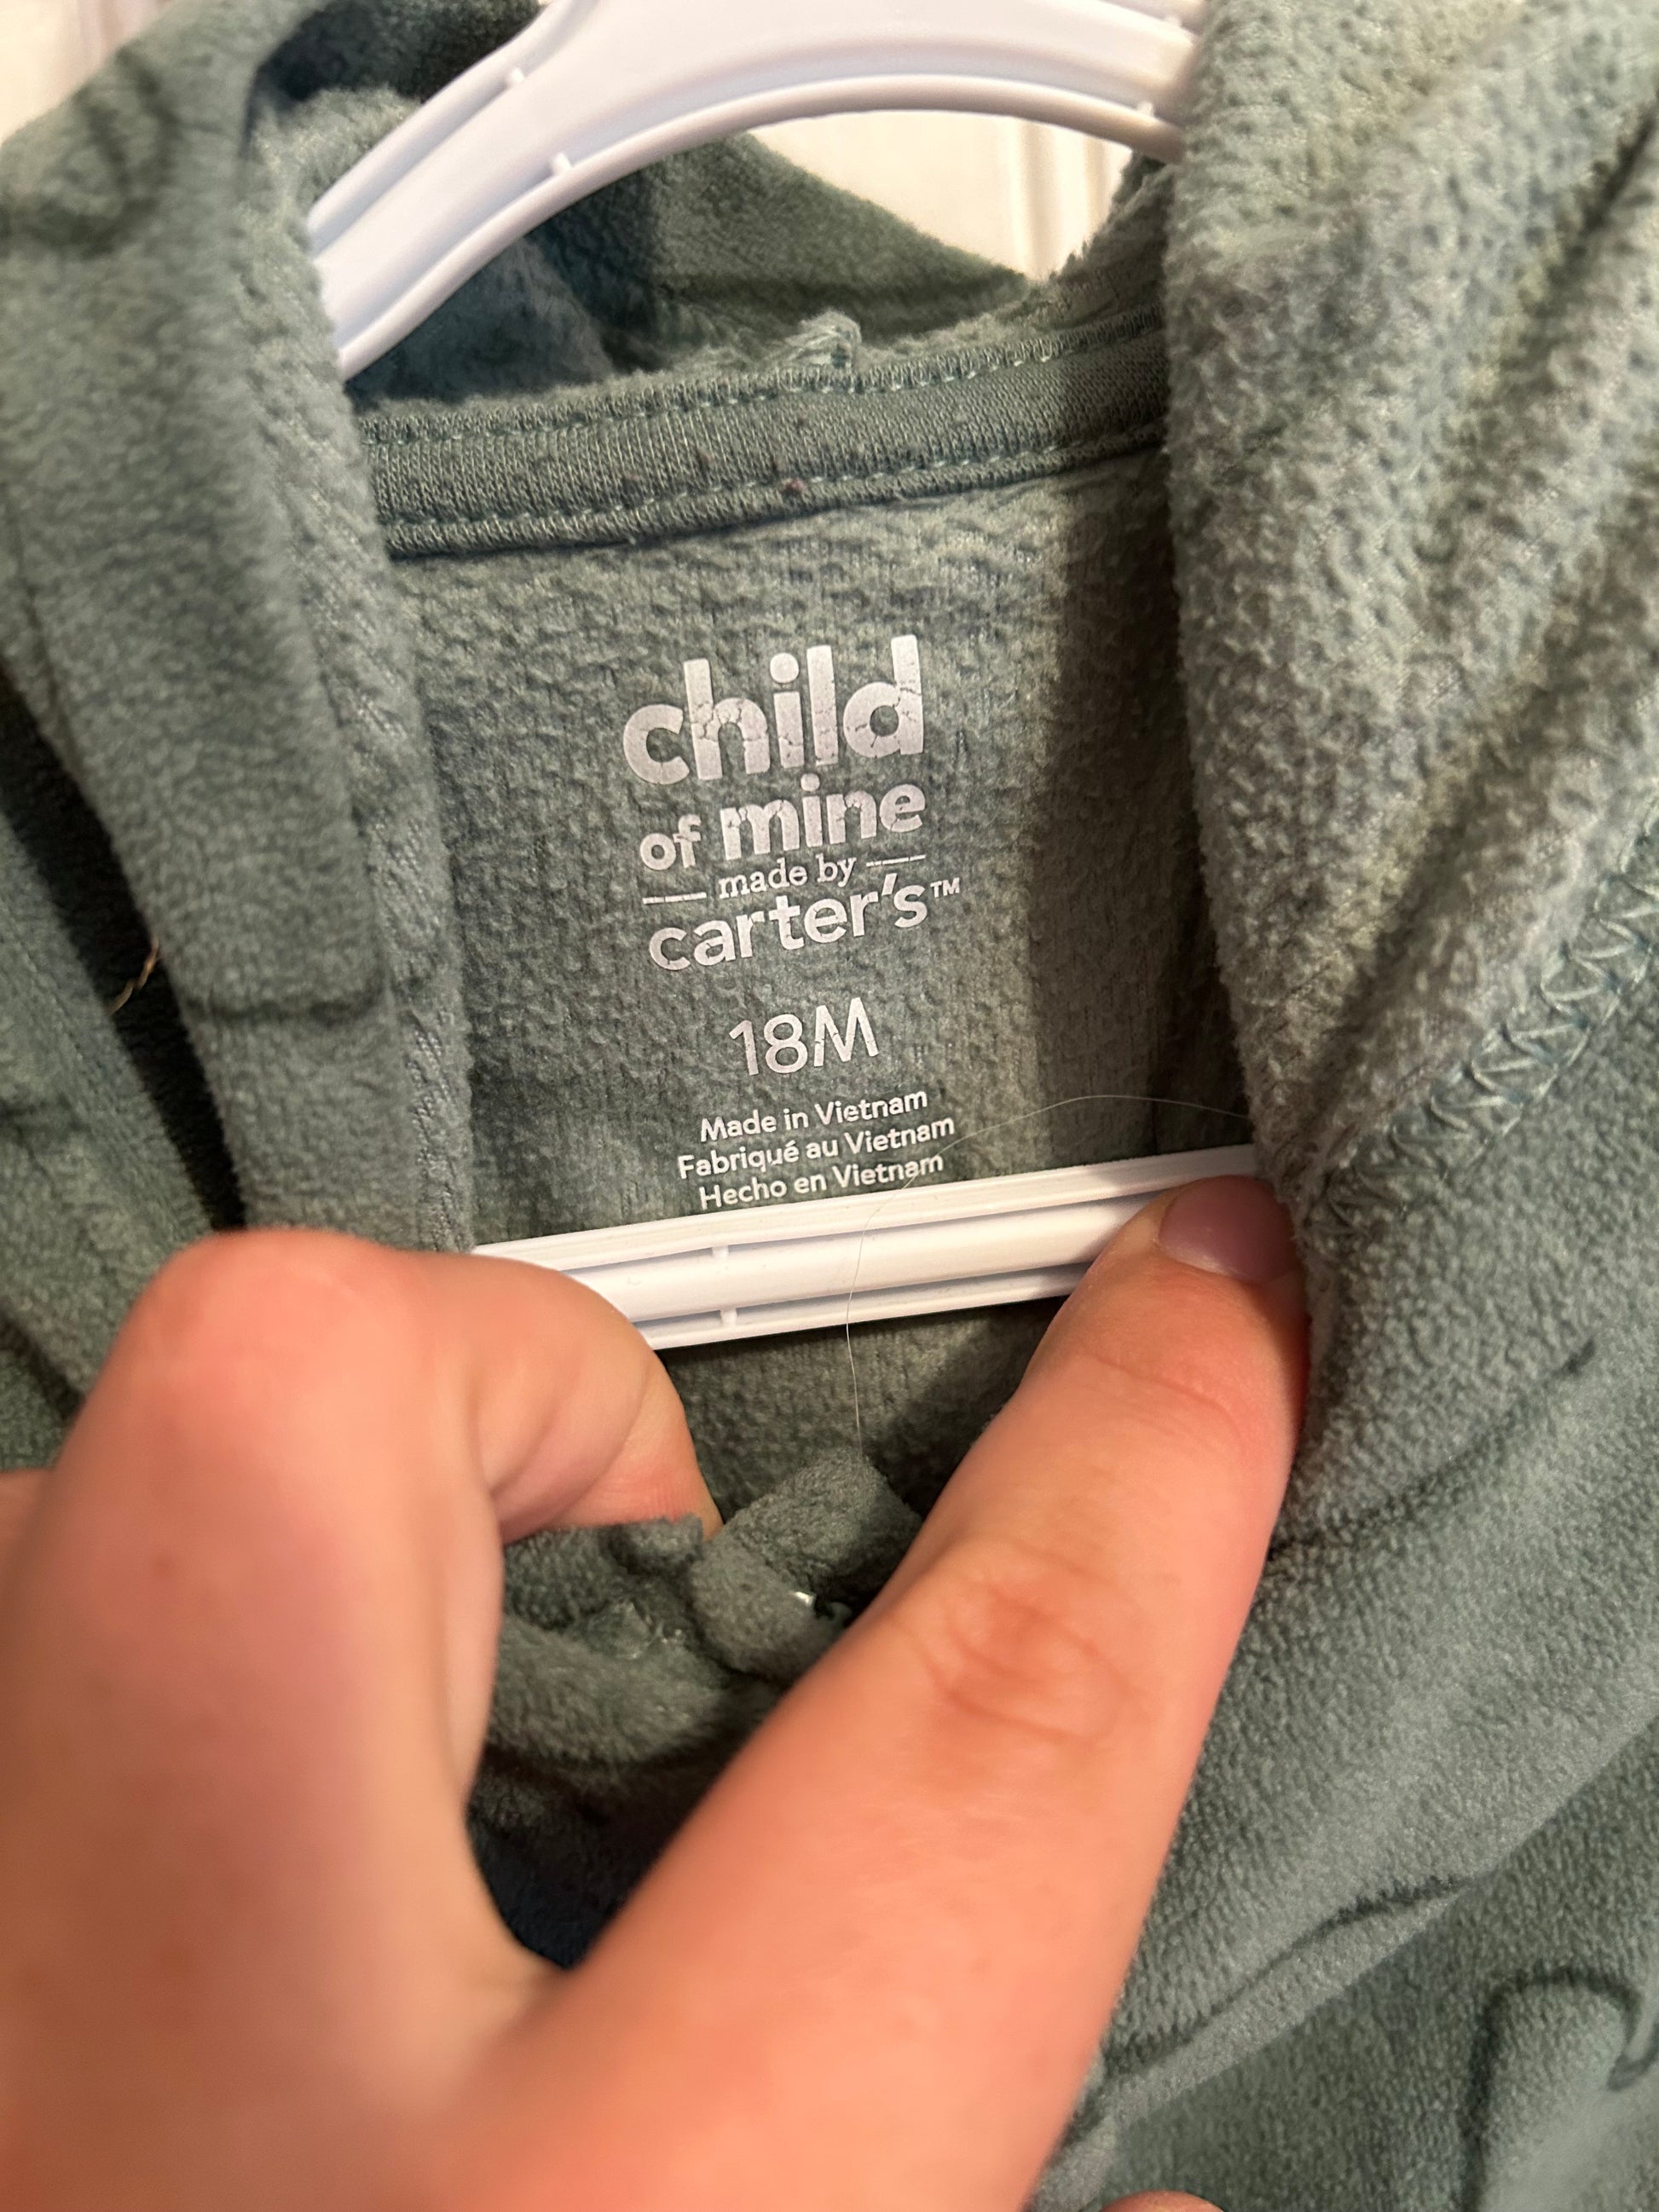 child
of mine
made by
carter's™
18M
Made in Vietnam
Fabriqué au Vietnam
Hecho en Vietnam